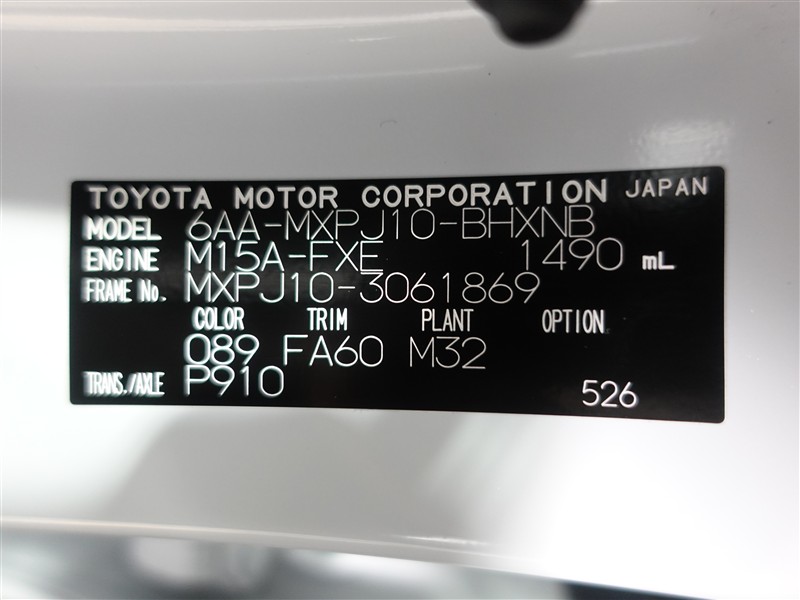 TOYOTA MOTOR CORPORATION JAPAN
MODEL 6AA-MXPJ10-BHXNB
ENGINE M15A-FXE 1490 mL
FRAME No. MXPJ10-3061869
COLOR TRIM PLANT OPTION
089 FA60 M32
TRANS./AXLE P910 526